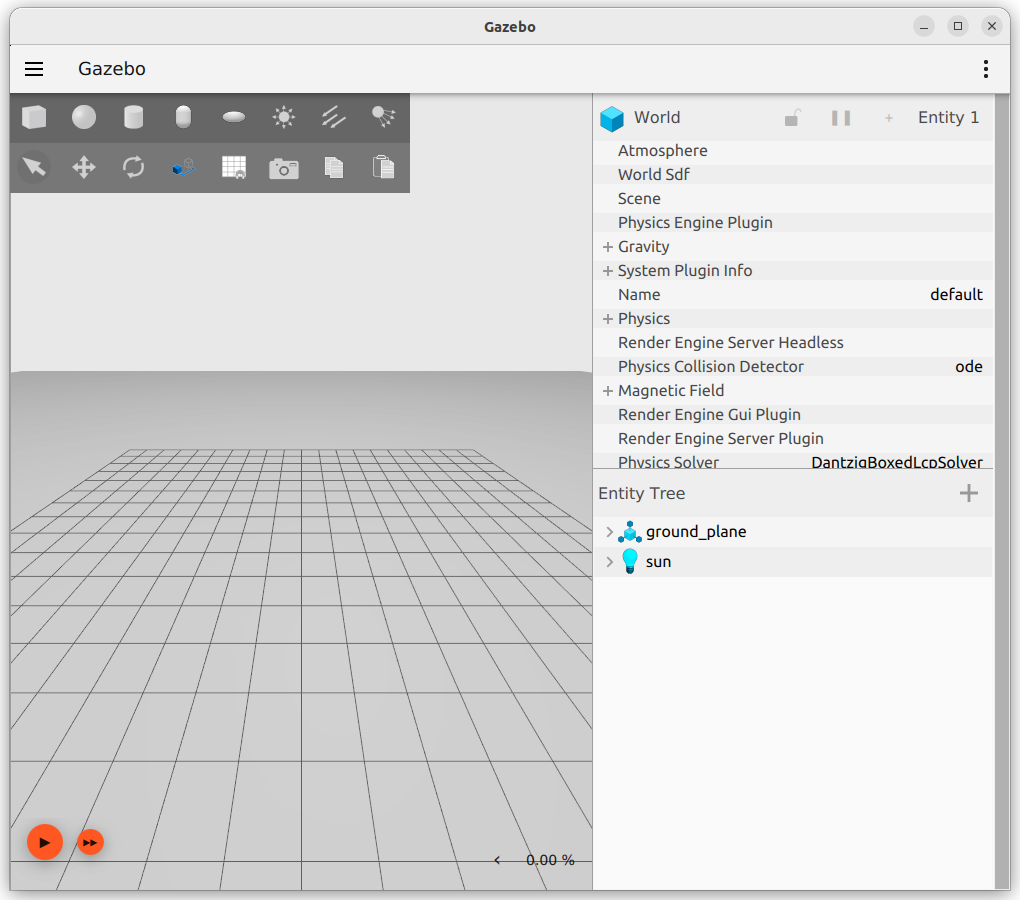 Gazebo
Gazebo
World Entity 1
Atmosphere
World Sdf
Scene
Physics Engine Plugin
Gravity
System Plugin Info
Name default
Physics
Render Engine Server Headless
Physics Collision Detector ode
Magnetic Field
Render Engine Gui Plugin
Render Engine Server Plugin
Physics Solver DantzigBoxedLcpSolver
Entity Tree
ground_plane
sun
0.00 %